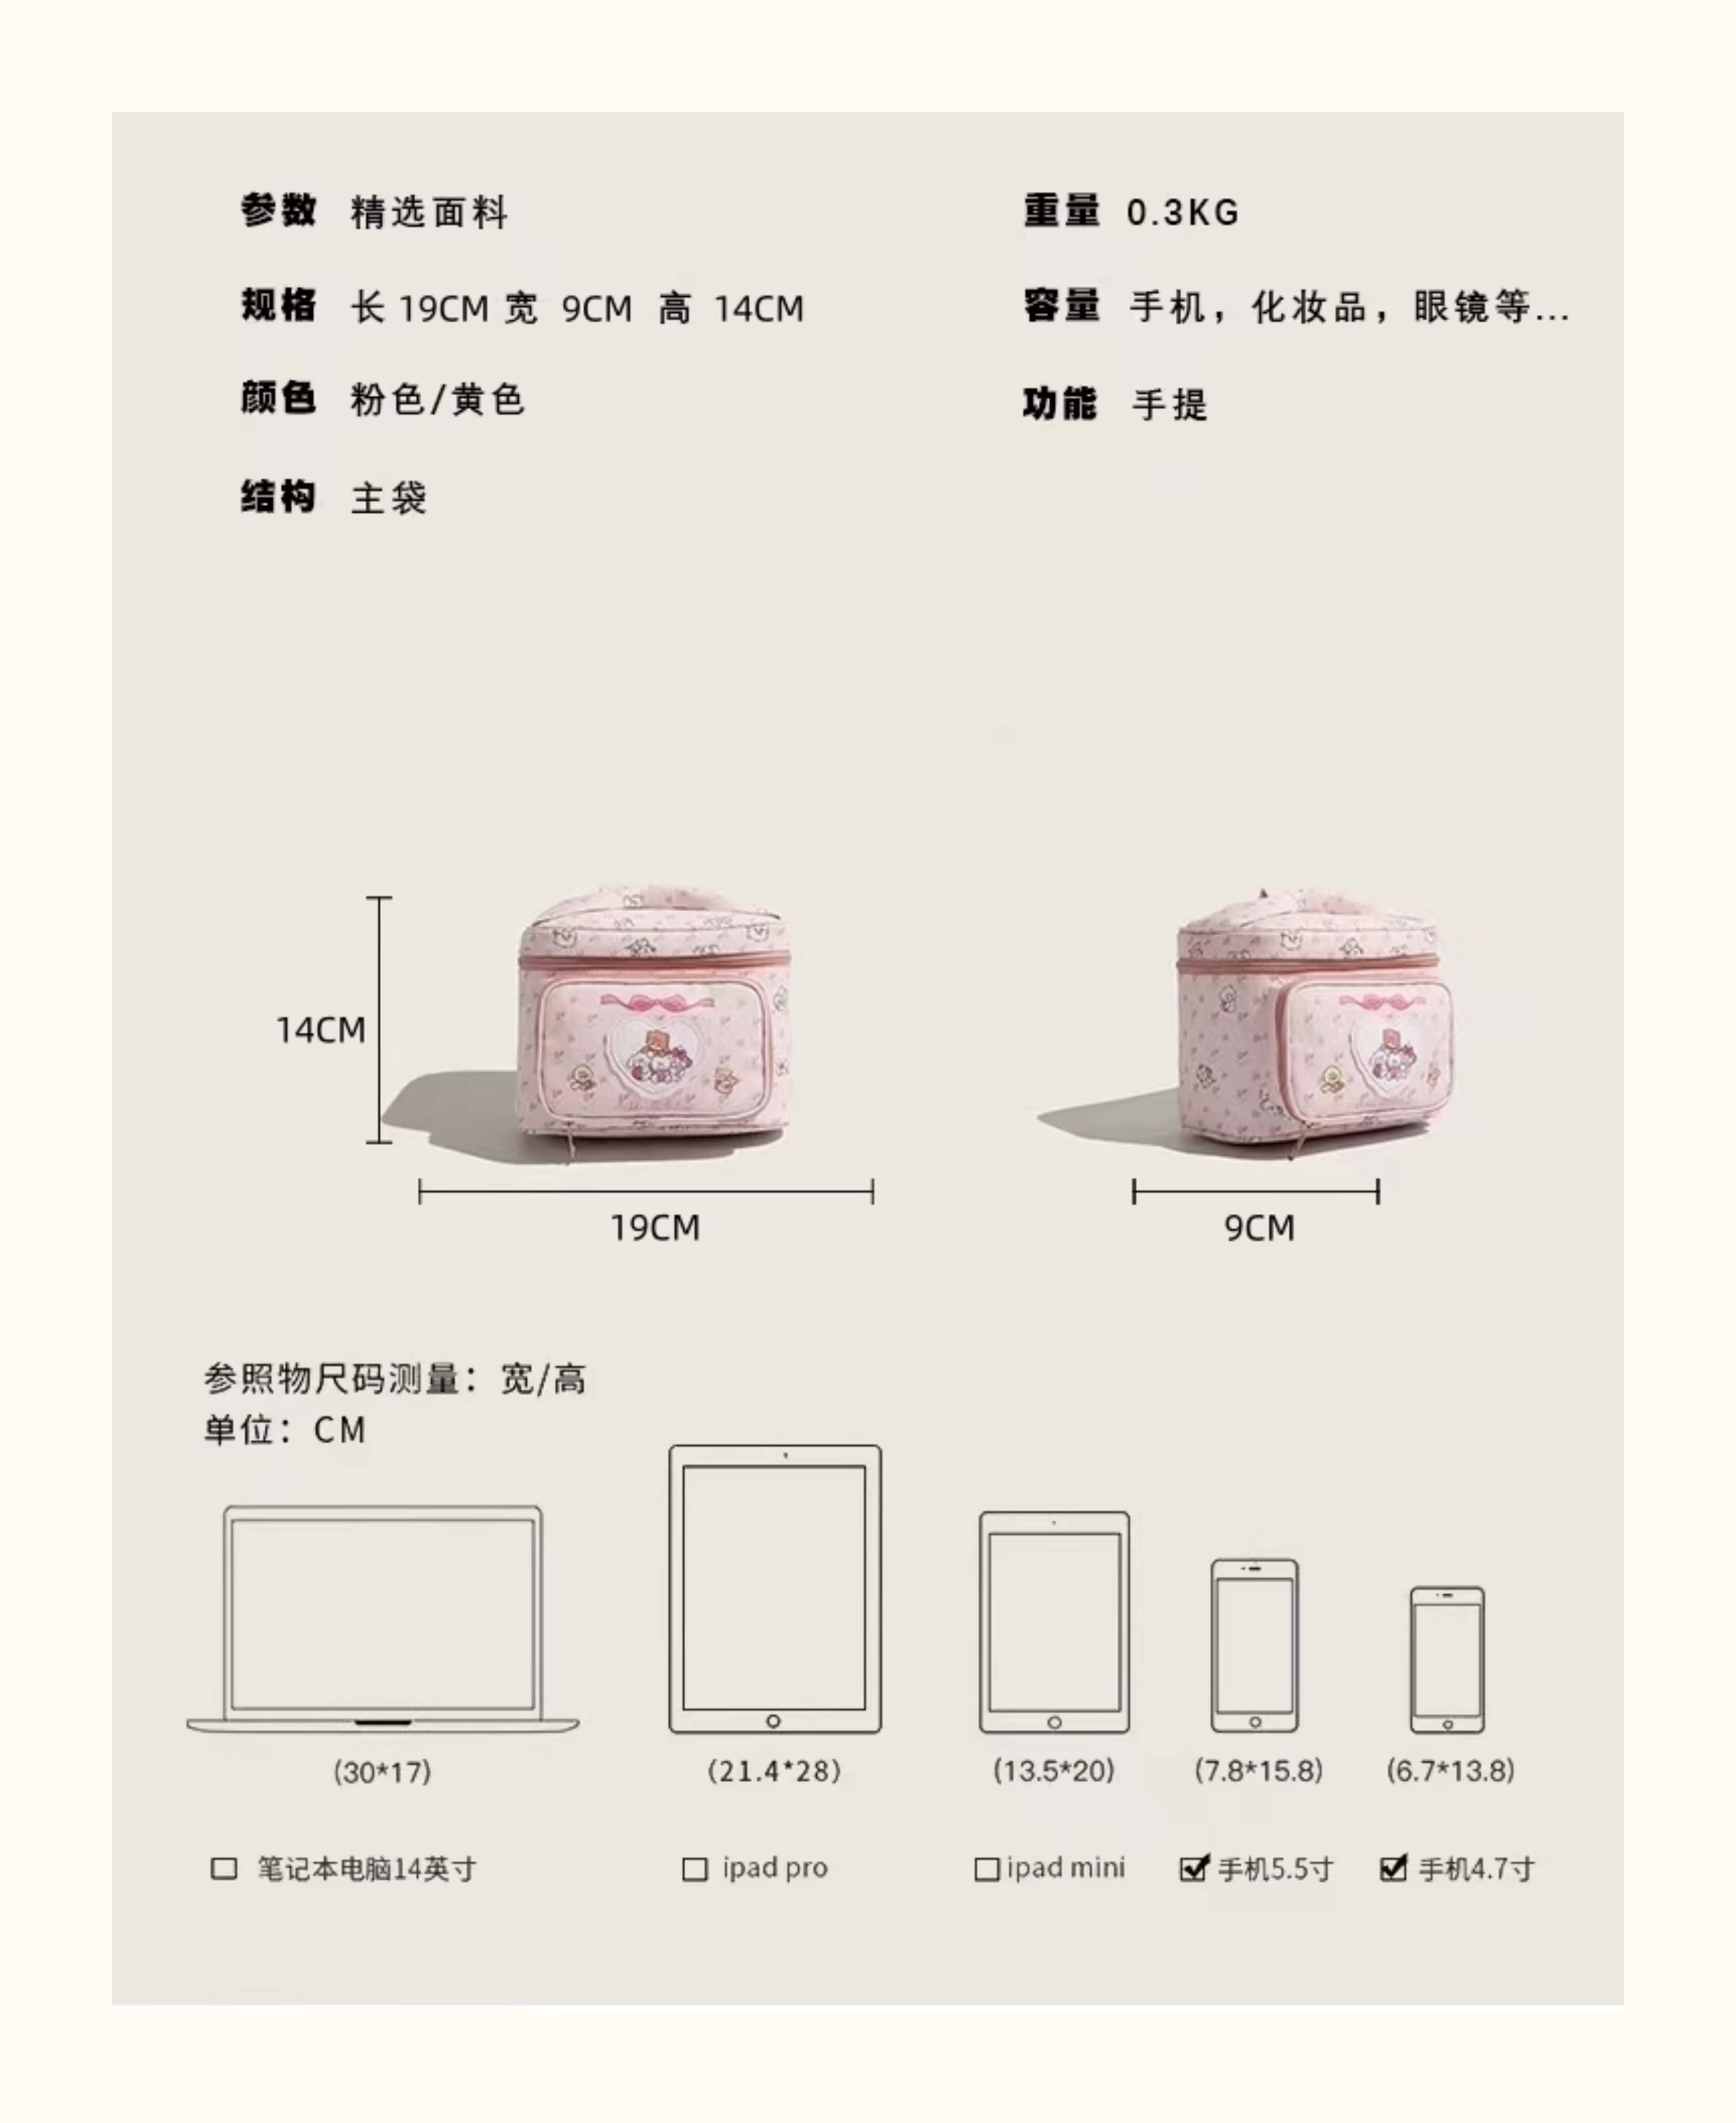 参数 精选面料
重量 0.3KG
规格 长 19CM 宽 9CM 高 14CM
容量 手机，化妆品，眼镜等...
颜色 粉色/黄色
功能 手提
结构 主袋
14CM
19CM
9CM
参照物尺码测量：宽/高
单位：CM
(30*17)
(21.4*28)
(13.5*20)
(7.8*15.8)
(6.7*13.8)
笔记本电脑14英寸
ipad pro
ipad mini
手机5.5寸
手机4.7寸